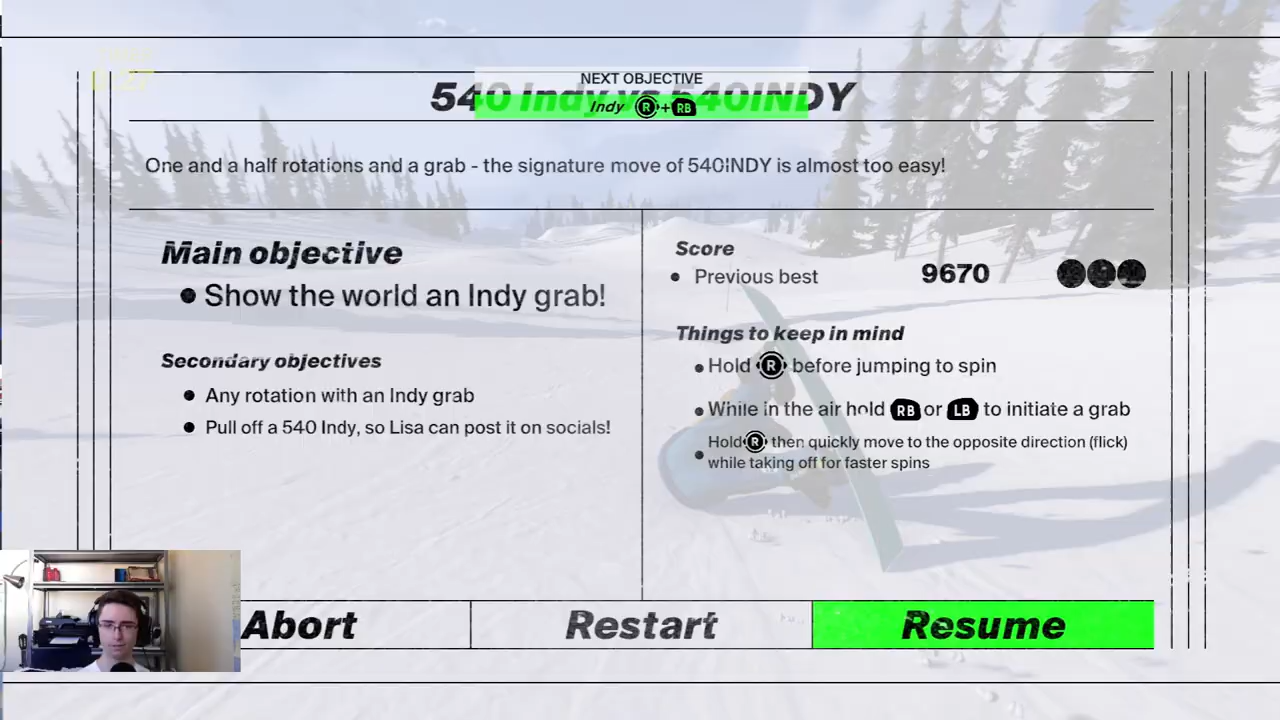 NEXT OBJECTIVE
540 Indy vs 540INDY
Indy R+RB
One and a half rotations and a grab - the signature move of 540INDY is almost too easy!
Main objective
Show the world an Indy grab!
Secondary objectives
Any rotation with an Indy grab
Pull off a 540 Indy, so Lisa can post it on socials!
Score
Previous best 9670
Things to keep in mind
Hold R before jumping to spin
While in the air hold RB or LB to initiate a grab
Hold R then quickly move to the opposite direction (flick)
while taking off for faster spins
Abort Restart Resume